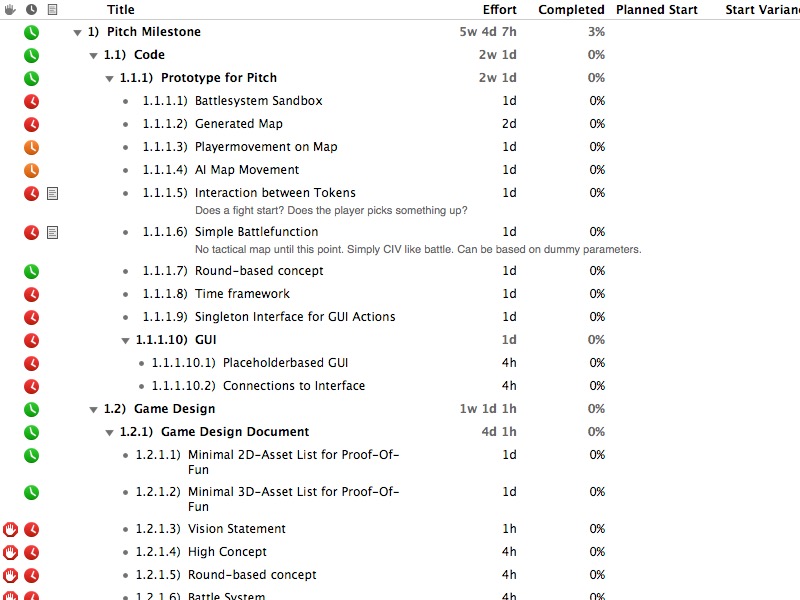 Title Effort Completed Planned Start Start Varian
1) Pitch Milestone 5w 4d 7h 3%
1.1) Code 2w 1d 0%
1.1.1) Prototype for Pitch 2w 1d 0%
1.1.1.1) Battlesystem Sandbox 1d 0%
1.1.1.2) Generated Map 2d 0%
1.1.1.3) Playermovement on Map 1d 0%
1.1.1.4) AI Map Movement 1d 0%
1.1.1.5) Interaction between Tokens 1d 0%
Does a fight start? Does the player picks something up?
1.1.1.6) Simple Battlefunction 1d 0%
No tactical map until this point. Simply CIV like battle. Can be based on dummy parameters.
1.1.1.7) Round-based concept 1d 0%
1.1.1.8) Time framework 1d 0%
1.1.1.9) Singleton Interface for GUI Actions 1d 0%
1.1.1.10) GUI 1d 0%
1.1.1.10.1) Placeholderbased GUI 4h 0%
1.1.1.10.2) Connections to Interface 4h 0%
1.2) Game Design 1w 1d 1h 0%
1.2.1) Game Design Document 4d 1h 0%
1.2.1.1) Minimal 2D-Asset List for Proof-Of- 1d 0%
Fun
1.2.1.2) Minimal 3D-Asset List for Proof-Of- 1d 0%
Fun
1.2.1.3) Vision Statement 1h 0%
1.2.1.4) High Concept 4h 0%
1.2.1.5) Round-based concept 4h 0%
1.2.1.6) Battle System 4h 0%